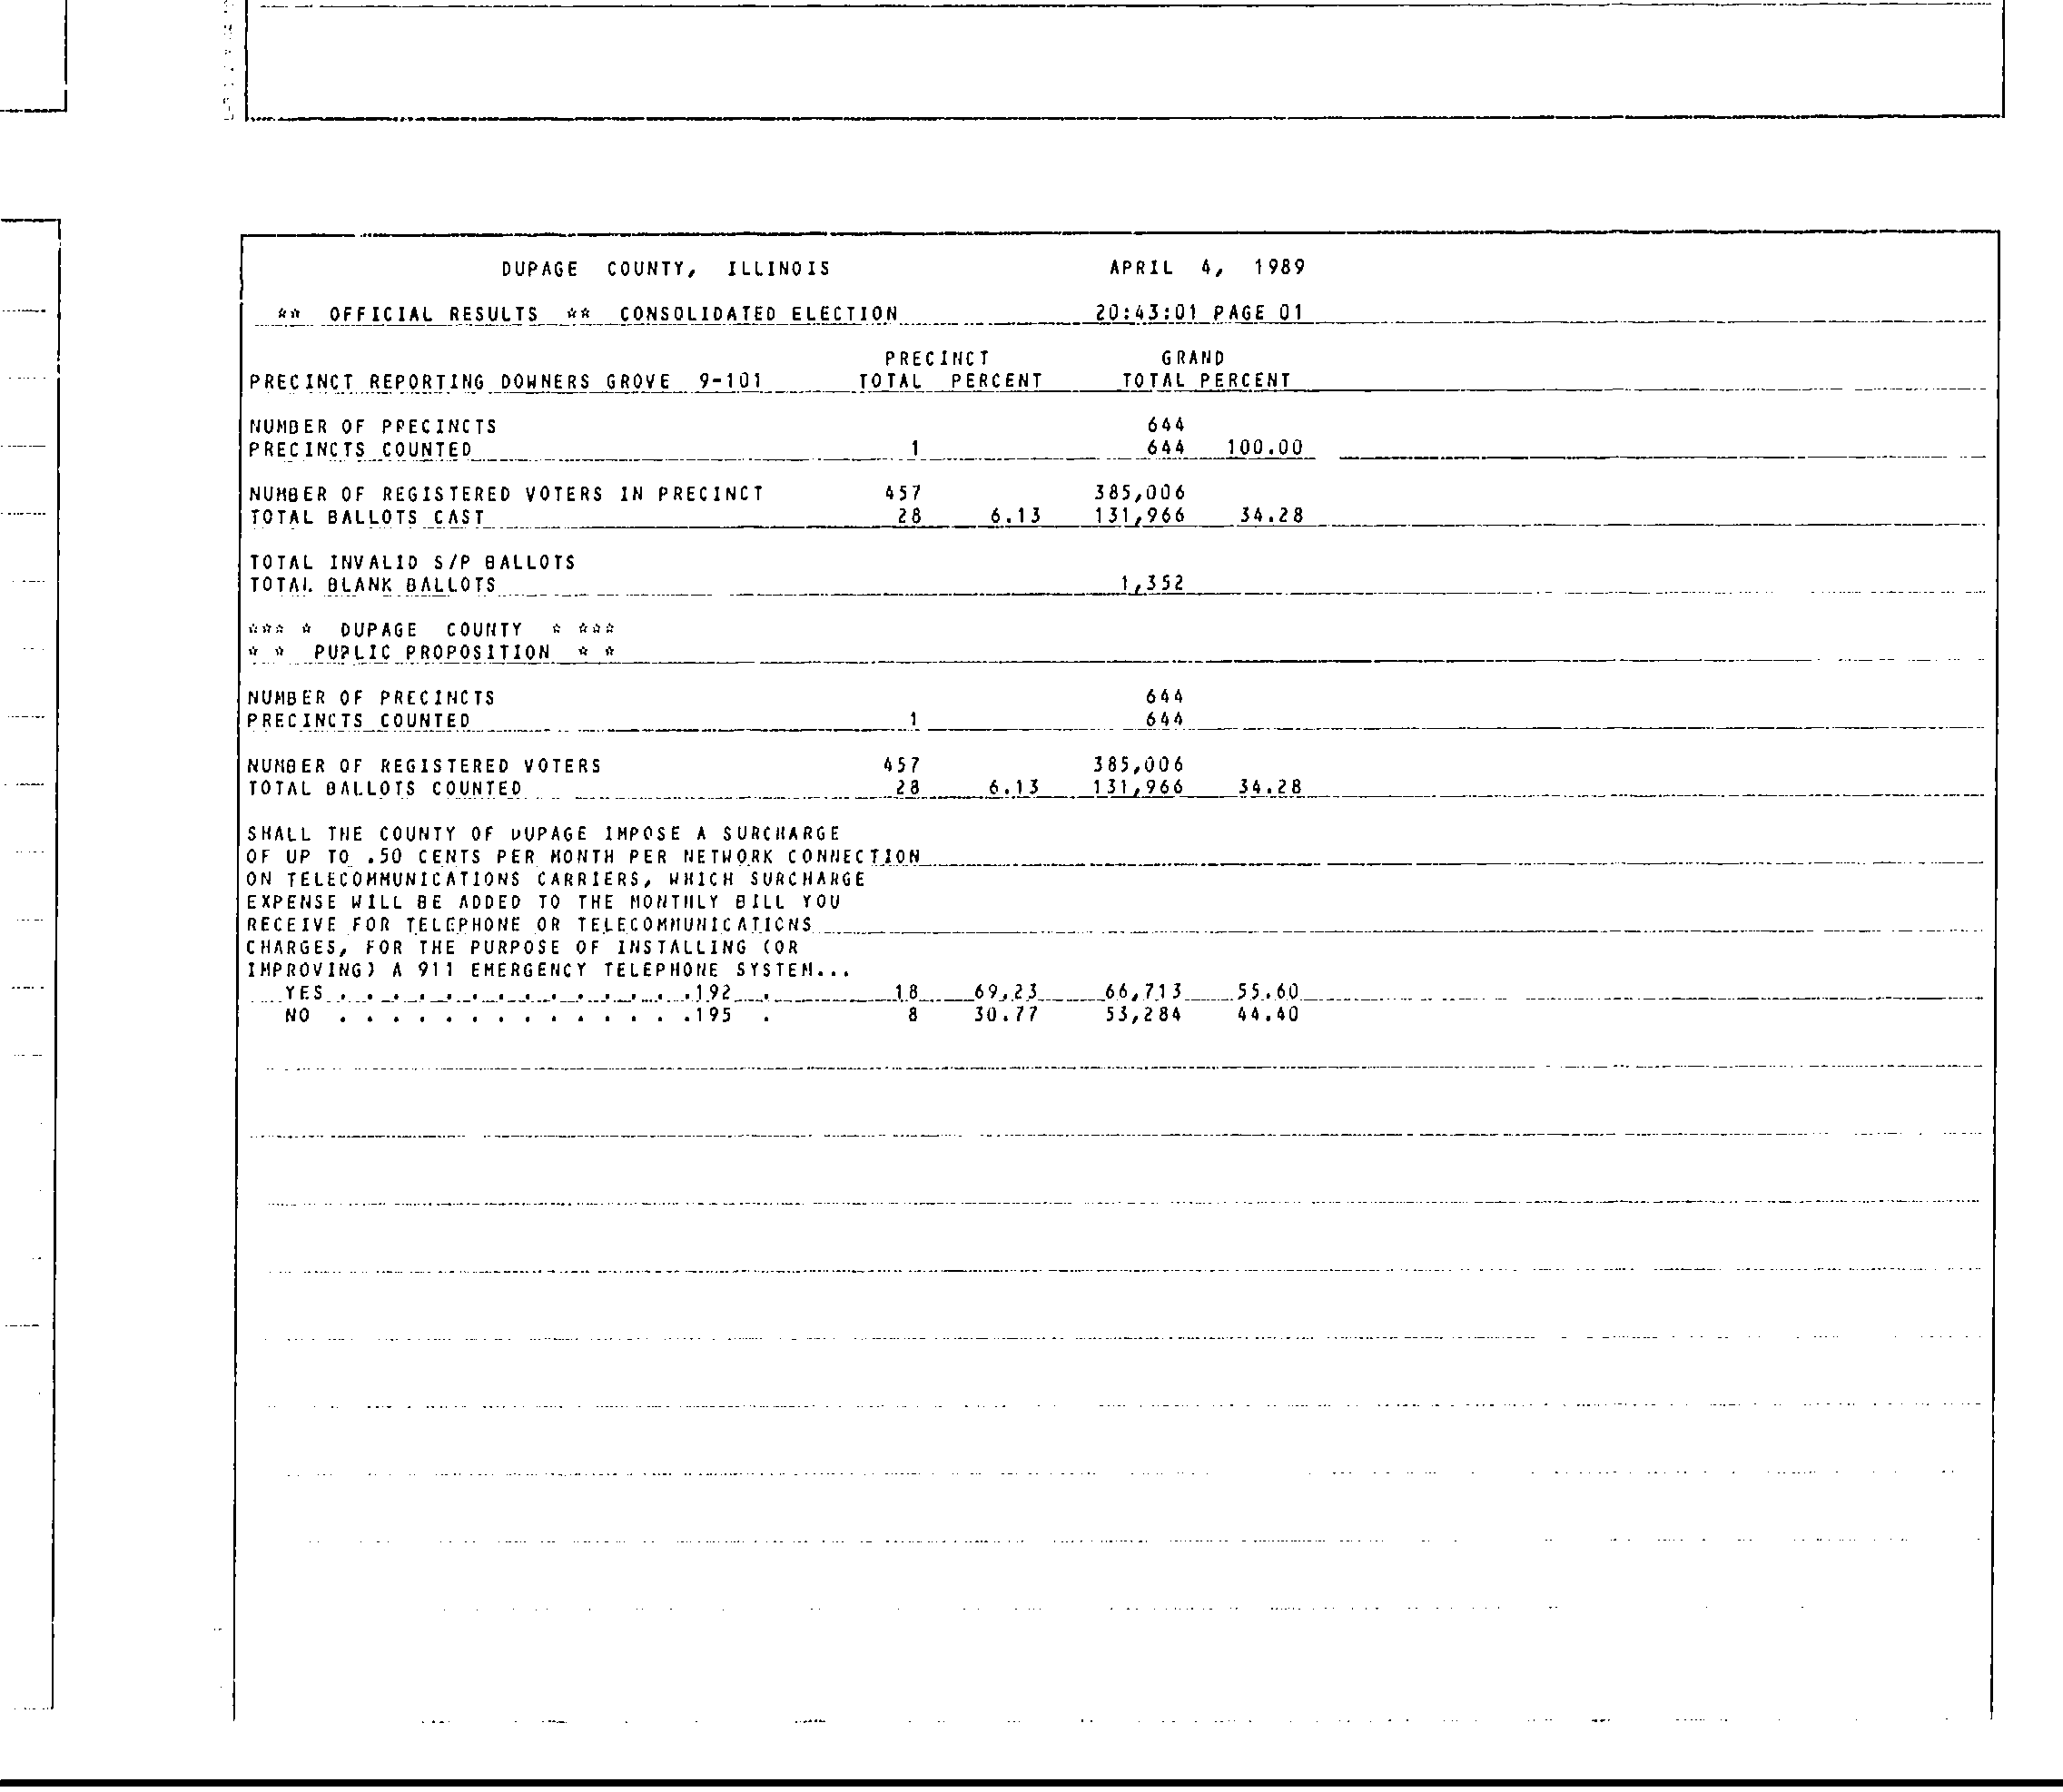 DUPAGE COUNTY, ILLINOIS APRIL 4, 1989
** OFFICIAL RESULTS ** CONSOLIDATED ELECTION 20:43:01 PAGE 01
PRECINCT GRAND
PRECINCT REPORTING DOWNERS GROVE 9-101 TOTAL PERCENT TOTAL PERCENT
NUMBER OF PRECINCTS 644
PRECINCTS COUNTED 1 644 100.00
NUMBER OF REGISTERED VOTERS IN PRECINCT 457 385,006
TOTAL BALLOTS CAST 28 6.13 131,966 34.28
TOTAL INVALID S/P BALLOTS
TOTAL BLANK BALLOTS 1,352
*** * DUPAGE COUNTY * ***
* * PUBLIC PROPOSITION * *
NUMBER OF PRECINCTS 644
PRECINCTS COUNTED 1 644
NUMBER OF REGISTERED VOTERS 457 385,006
TOTAL BALLOTS COUNTED 28 6.13 131,966 34.28
SHALL THE COUNTY OF DUPAGE IMPOSE A SURCHARGE
OF UP TO .50 CENTS PER MONTH PER NETWORK CONNECTION
ON TELECOMMUNICATIONS CARRIERS, WHICH SURCHARGE
EXPENSE WILL BE ADDED TO THE MONTHLY BILL YOU
RECEIVE FOR TELEPHONE OR TELECOMMUNICATIONS
CHARGES, FOR THE PURPOSE OF INSTALLING (OR
IMPROVING) A 911 EMERGENCY TELEPHONE SYSTEM...
YES . . . . . . . . . . . . . .192 . 18 69.23 66,713 55.60
NO . . . . . . . . . . . . . .195 . 8 30.77 53,284 44.40